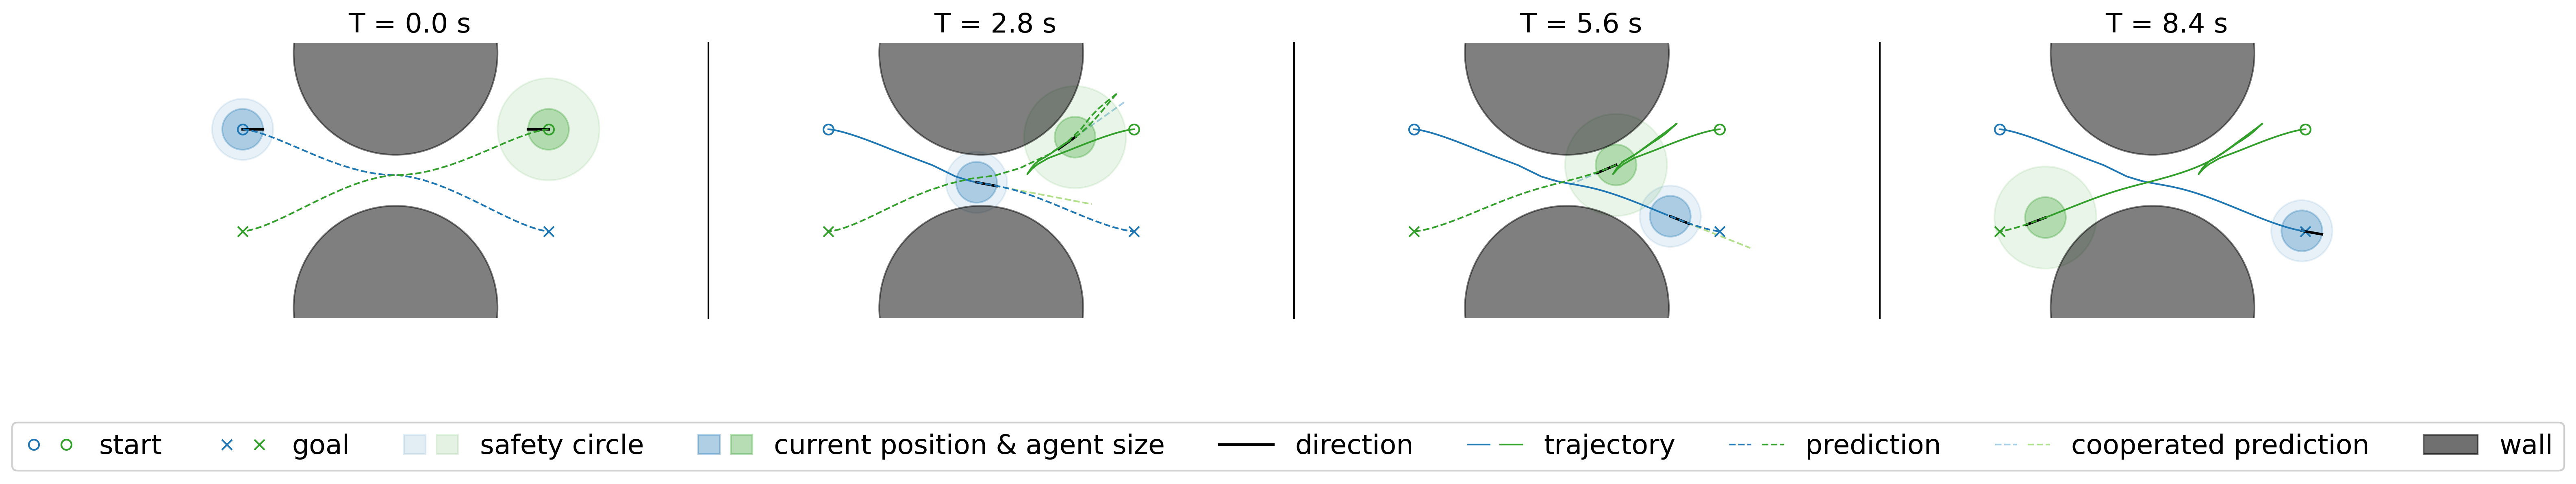 T = 0.0 s
T = 2.8 s
T = 5.6 s
T = 8.4 s
start goal safety circle current position & agent size direction trajectory prediction cooperated prediction wall